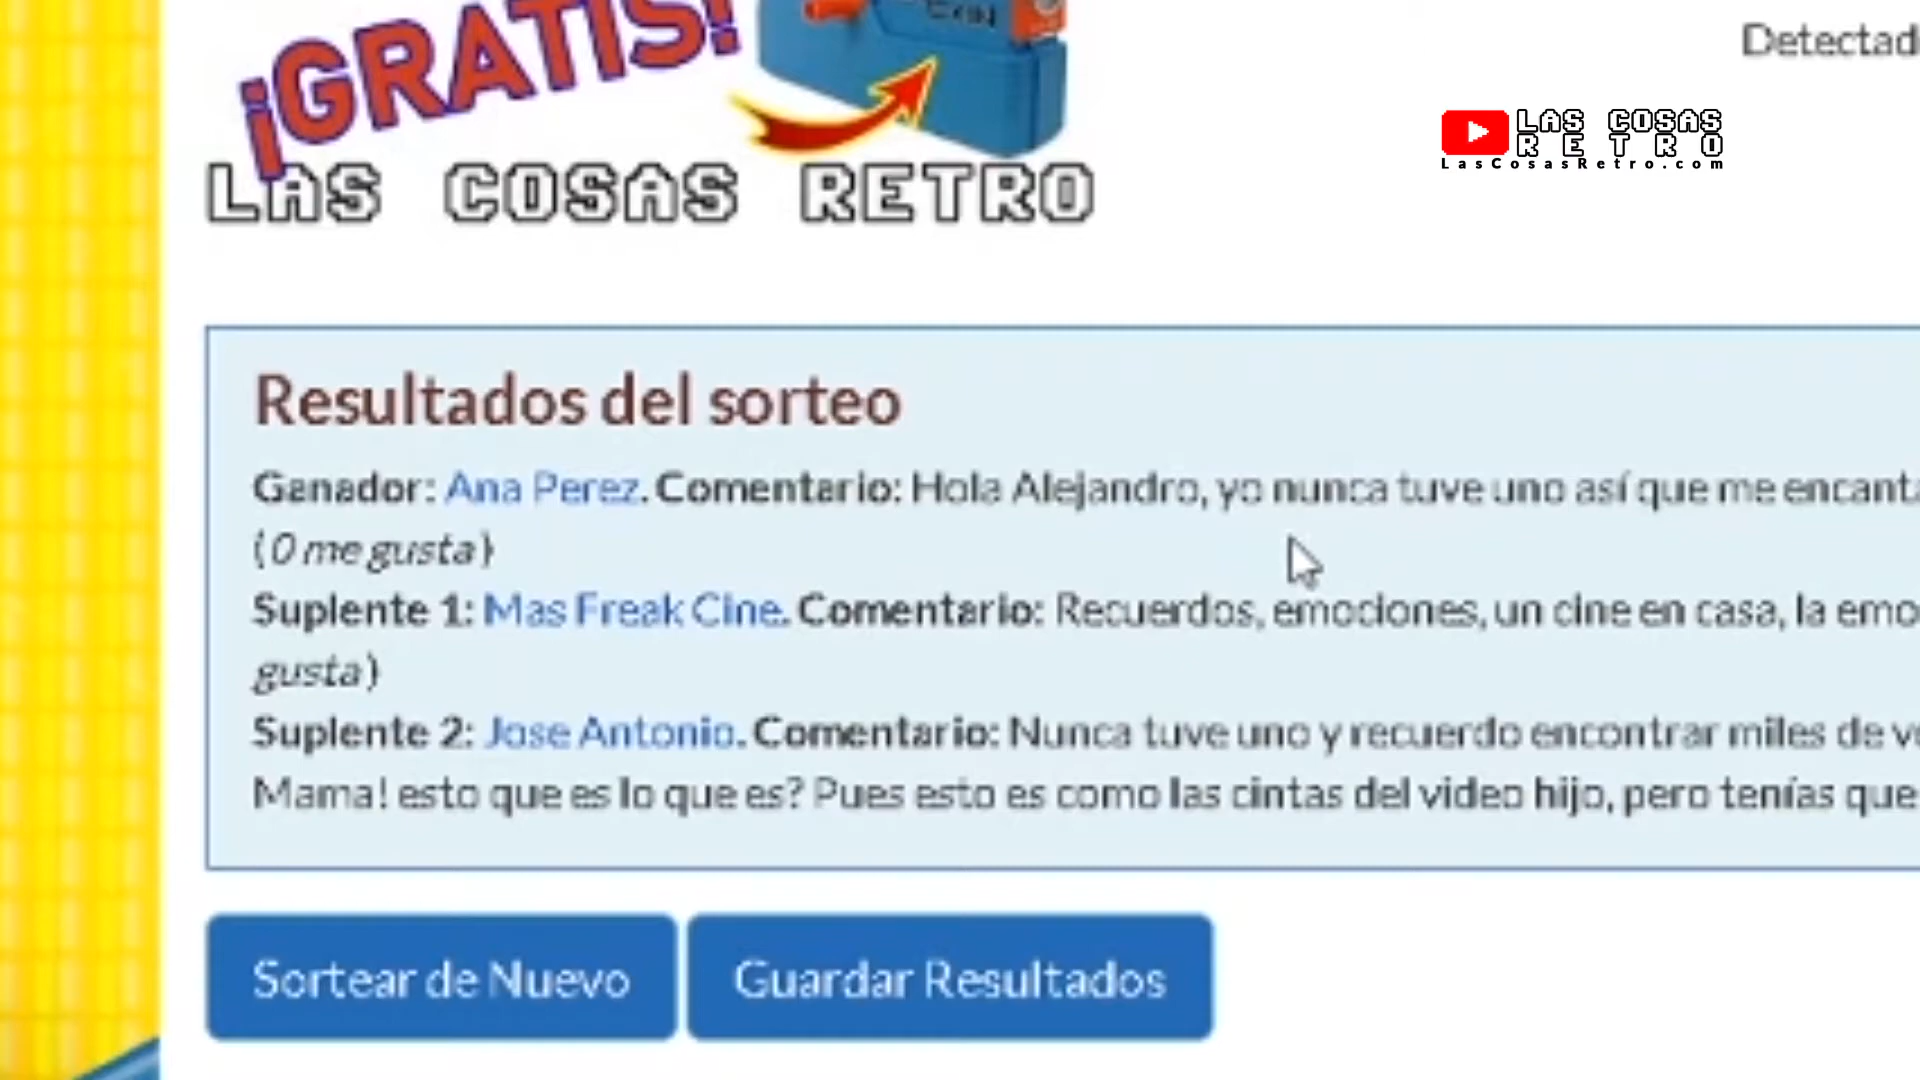 ¡GRATIS!
LAS COSAS RETRO
LAS COSAS
RETRO
LasCosasRetro.com
Resultados del sorteo
Ganador: Ana Perez. Comentario: Hola Alejandro, yo nunca tuve uno así que me
(0 me gusta)
Suplente 1: Mas Freak Cine. Comentario: Recuerdos, emociones, un cine en casa, la
gusta)
Suplente 2: Jose Antonio. Comentario: Nunca tuve uno y recuerdo encontrar miles de
Mama! esto que es lo que es? Pues esto es como las cintas del video hijo, pero tenías que
Sortear de Nuevo
Guardar Resultados